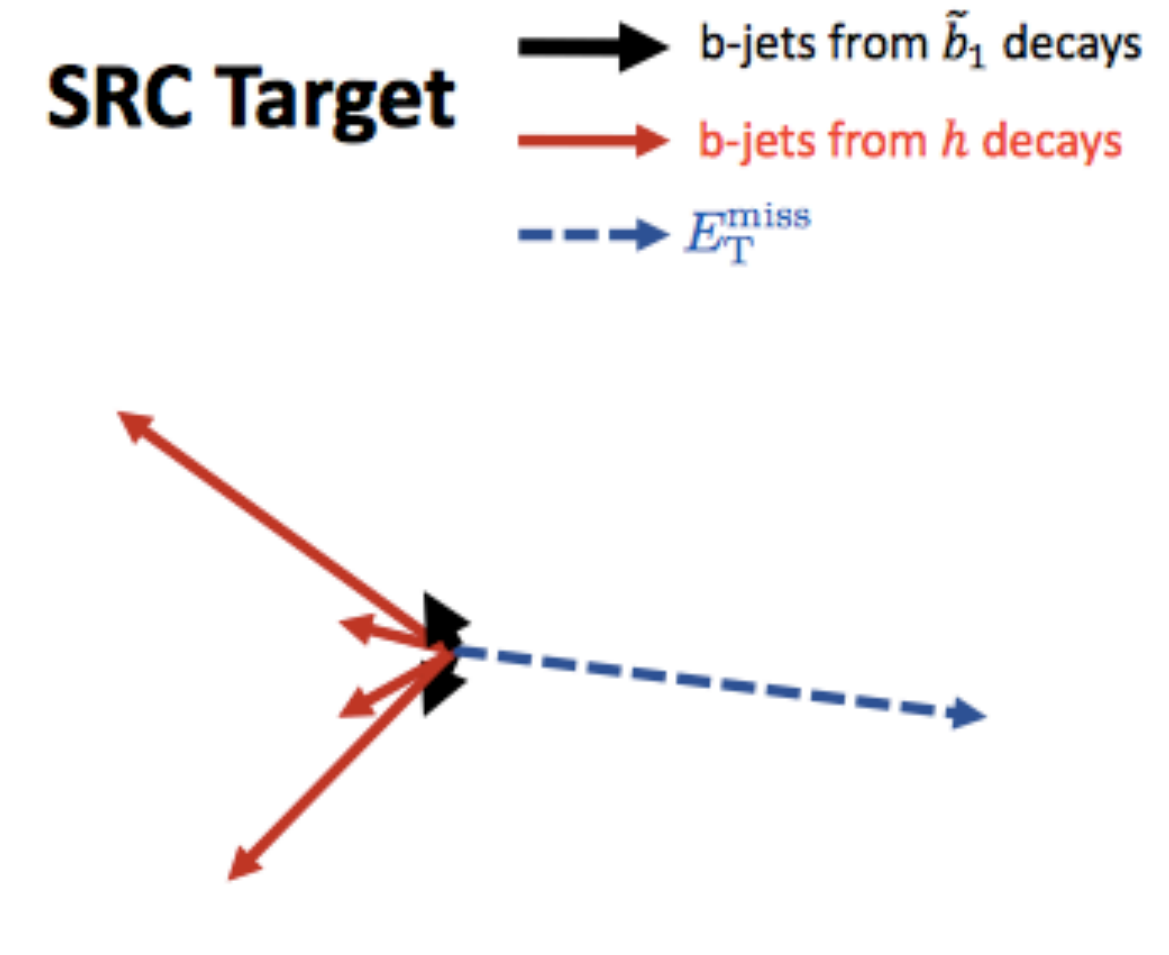 SRC Target
b-jets from b̃₁ decays
b-jets from h decays
E_T^miss